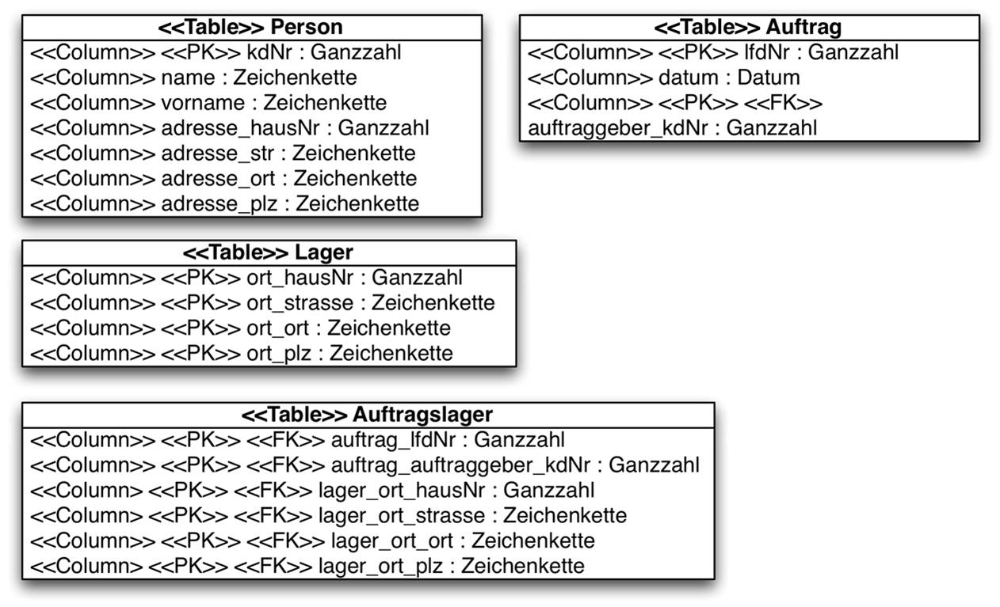 <<Table>> Person
<<Column>> <<PK>> kdNr : Ganzzahl
<<Column>> name : Zeichenkette
<<Column>> vorname : Zeichenkette
<<Column>> adresse_hausNr : Ganzzahl
<<Column>> adresse_str : Zeichenkette
<<Column>> adresse_ort : Zeichenkette
<<Column>> adresse_plz : Zeichenkette
<<Table>> Auftrag
<<Column>> <<PK>> lfdNr : Ganzzahl
<<Column>> datum : Datum
<<Column>> <<PK>> <<FK>>
auftraggeber_kdNr : Ganzzahl
<<Table>> Lager
<<Column>> <<PK>> ort_hausNr : Ganzzahl
<<Column>> <<PK>> ort_strasse : Zeichenkette
<<Column>> <<PK>> ort_ort : Zeichenkette
<<Column>> <<PK>> ort_plz : Zeichenkette
<<Table>> Auftragslager
<<Column>> <<PK>> <<FK>> auftrag_lfdNr : Ganzzahl
<<Column>> <<PK>> <<FK>> auftrag_auftraggeber_kdNr : Ganzzahl
<<Column> <<PK>> <<FK>> lager_ort_hausNr : Ganzzahl
<<Column> <<PK>> <<FK>> lager_ort_strasse : Zeichenkette
<<Column>> <<PK>> <<FK>> lager_ort_ort : Zeichenkette
<<Column> <<PK>> <<FK>> lager_ort_plz : Zeichenkette